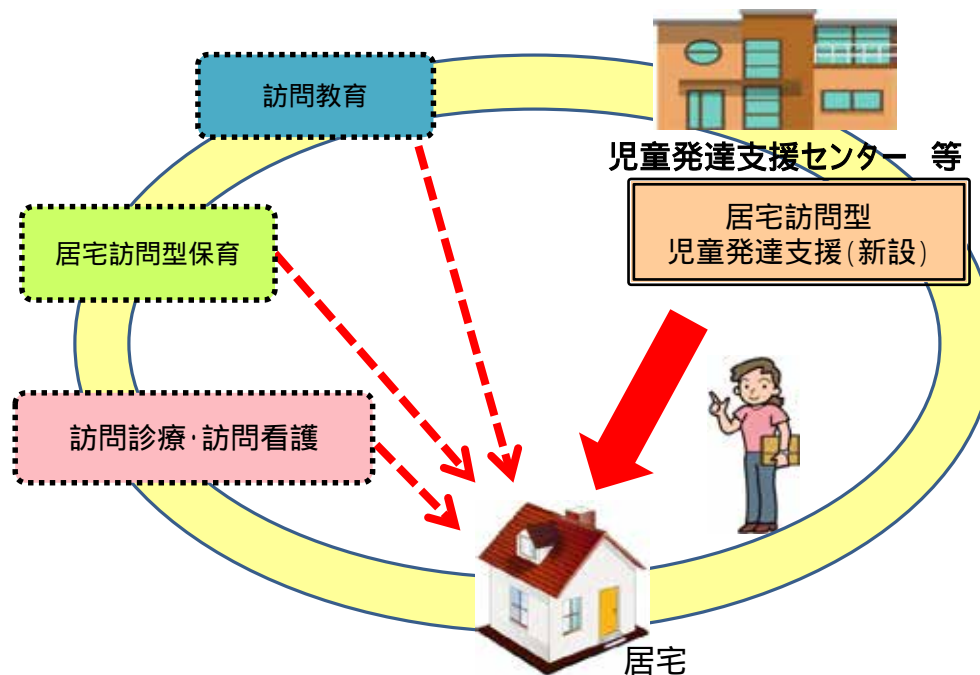 訪問教育
児童発達支援センター 等
居宅訪問型
児童発達支援(新設)
居宅訪問型保育
訪問診療・訪問看護
居宅